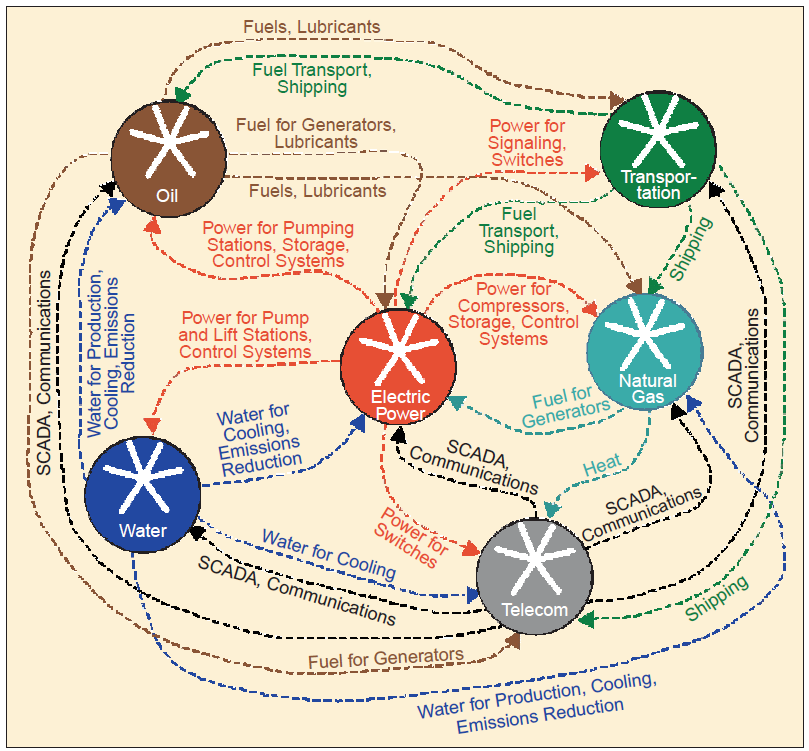 Fuels, Lubricants
Fuel Transport,
Shipping
Fuel for Generators,
Lubricants
Power for
Signaling,
Switches
Oil
Transpor-
tation
Fuels, Lubricants
Fuel
Transport,
Shipping
Shipping
Power for Pumping
Stations, Storage,
Control Systems
Power for
Compressors,
Storage, Control
Systems
SCADA, Communications
Water for Production,
Cooling, Emissions
Reduction
Power for Pump
and Lift Stations,
Control Systems
SCADA,
Communications
Electric
Power
Natural
Gas
Fuel for
Generators
Water for
Cooling,
Emissions
Reduction
SCADA,
Communications
Heat
SCADA,
Communications
Water
Power for
Switches
Water for Cooling
SCADA, Communications
Telecom
Shipping
Fuel for Generators
Water for Production, Cooling,
Emissions Reduction